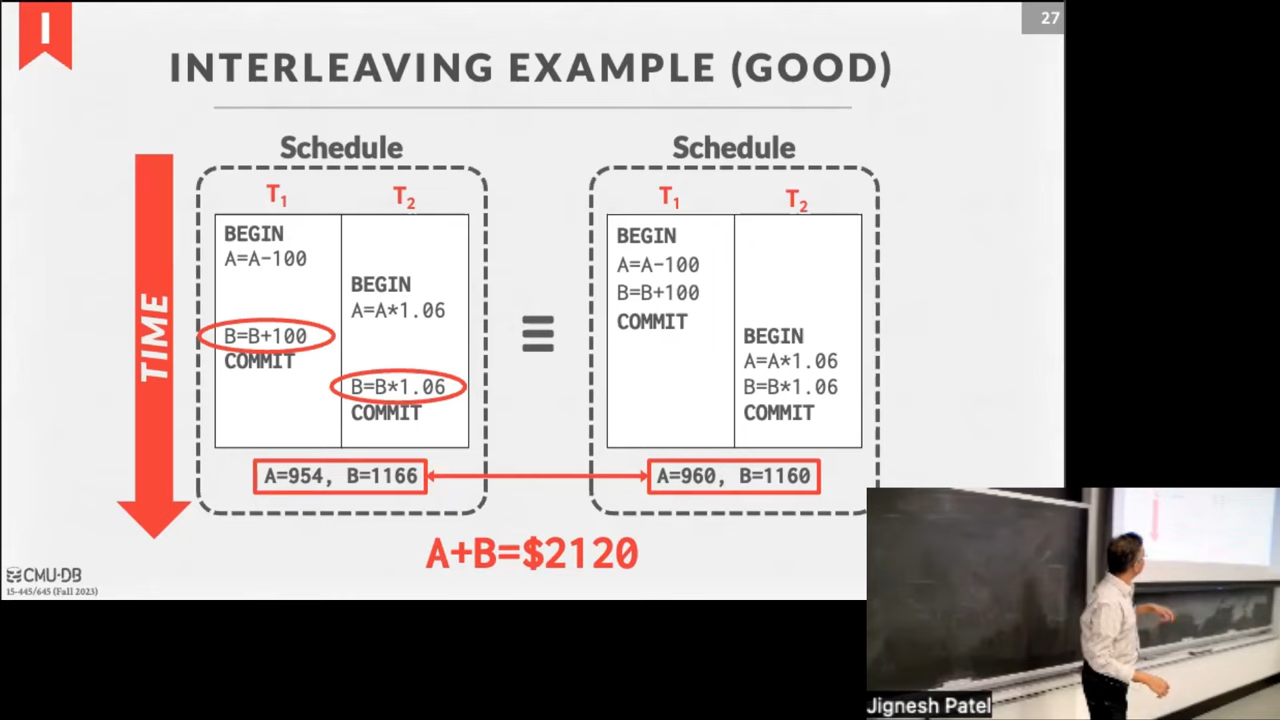 I
27
INTERLEAVING EXAMPLE (GOOD)
Schedule
T1 T2
BEGIN
A=A-100
BEGIN
A=A*1.06
B=B+100
COMMIT
B=B*1.06
COMMIT
A=954, B=1166
TIME
≡
Schedule
T1 T2
BEGIN
A=A-100
B=B+100
COMMIT
BEGIN
A=A*1.06
B=B*1.06
COMMIT
A=960, B=1160
A+B=$2120
CMU·DB
15-445/645 (Fall 2023)
Jignesh Patel